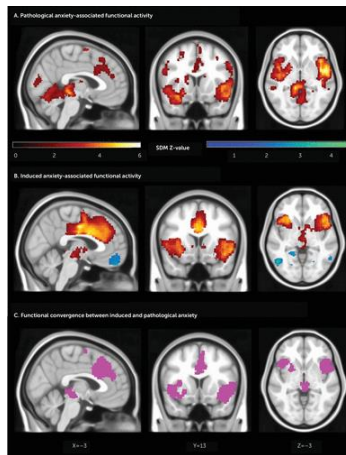 A. Pathological anxiety-associated functional activity
0 2 4 6 SDM Z-value 1 2 3 4
B. Induced anxiety-associated functional activity
C. Functional convergence between induced and pathological anxiety
X=−3 Y=13 Z=−3